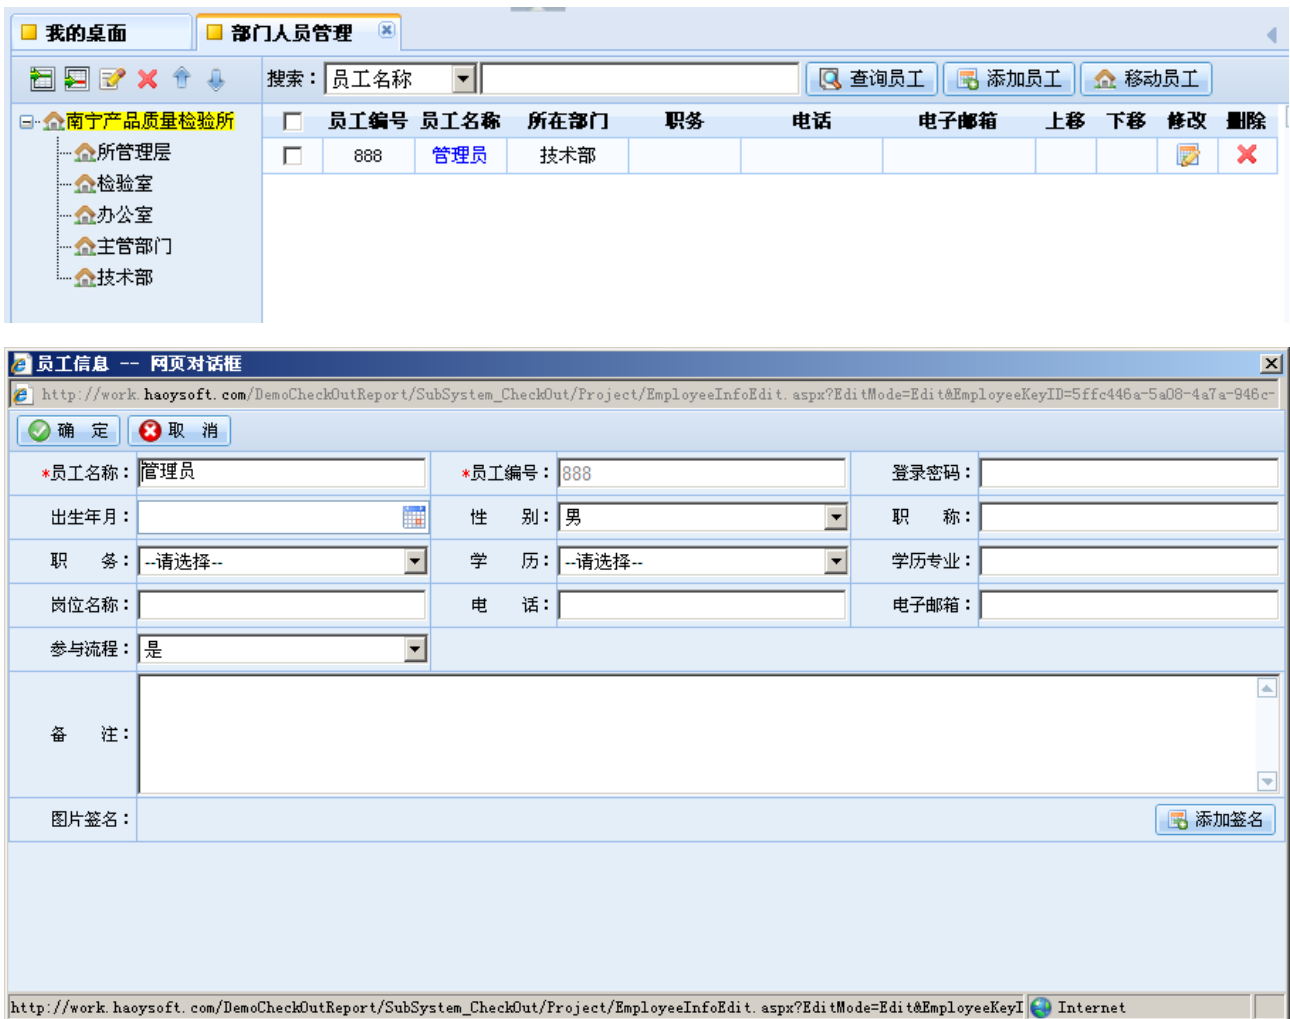 我的桌面 部门人员管理
搜索： 员工名称 查询员工 添加员工 移动员工
南宁产品质量检验所 员工编号 员工名称 所在部门 职务 电话 电子邮箱 上移 下移 修改 删除
所管理层 888 管理员 技术部
检验室
办公室
主管部门
技术部
员工信息 -- 网页对话框
http://work.haoysoft.com/DemoCheckOutReport/SubSystem_CheckOut/Project/EmployeeInfoEdit.aspx?EditMode=Edit&EmployeeKeyID=5ffc446a-5a08-4a7a-946c-
确 定 取 消
*员工名称： 管理员 *员工编号： 888 登录密码：
出生年月： 性 别： 男 职 称：
职 务： --请选择-- 学 历： --请选择-- 学历专业：
岗位名称： 电 话： 电子邮箱：
参与流程： 是
备 注：
图片签名： 添加签名
http://work.haoysoft.com/DemoCheckOutReport/SubSystem_CheckOut/Project/EmployeeInfoEdit.aspx?EditMode=Edit&EmployeeKeyI Internet